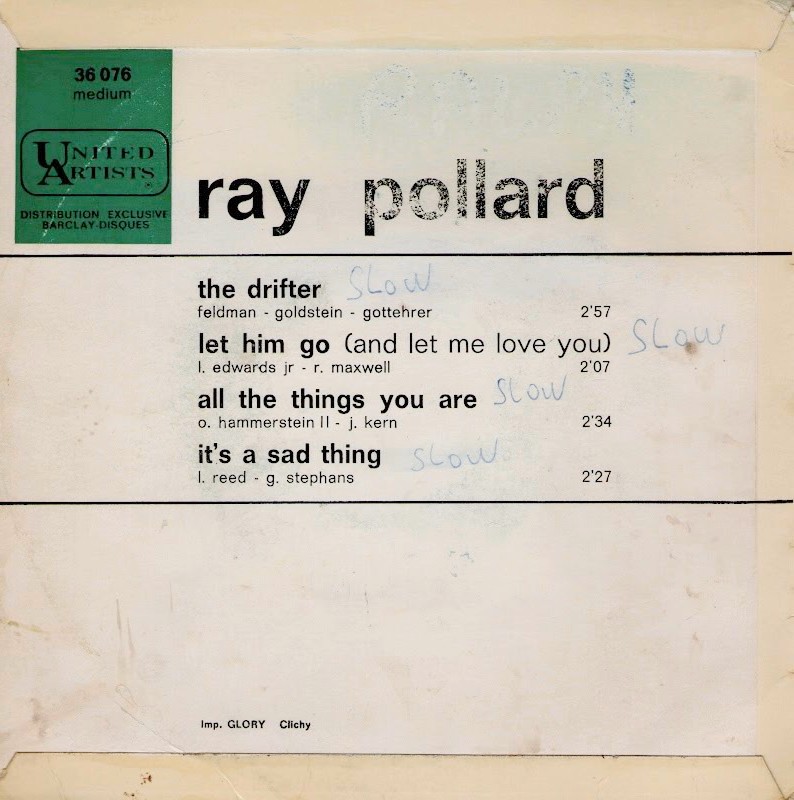 36 076
medium
UNITED
ARTISTS
DISTRIBUTION EXCLUSIVE
BARCLAY-DISQUES
ray pollard
the drifter SLOW
feldman - goldstein - gottehrer 2'57
let him go (and let me love you) SLOW
l. edwards jr - r. maxwell 2'07
all the things you are SLOW
o. hammerstein II - j. kern 2'34
it's a sad thing SLOW
l. reed - g. stephans 2'27
Imp. GLORY Clichy